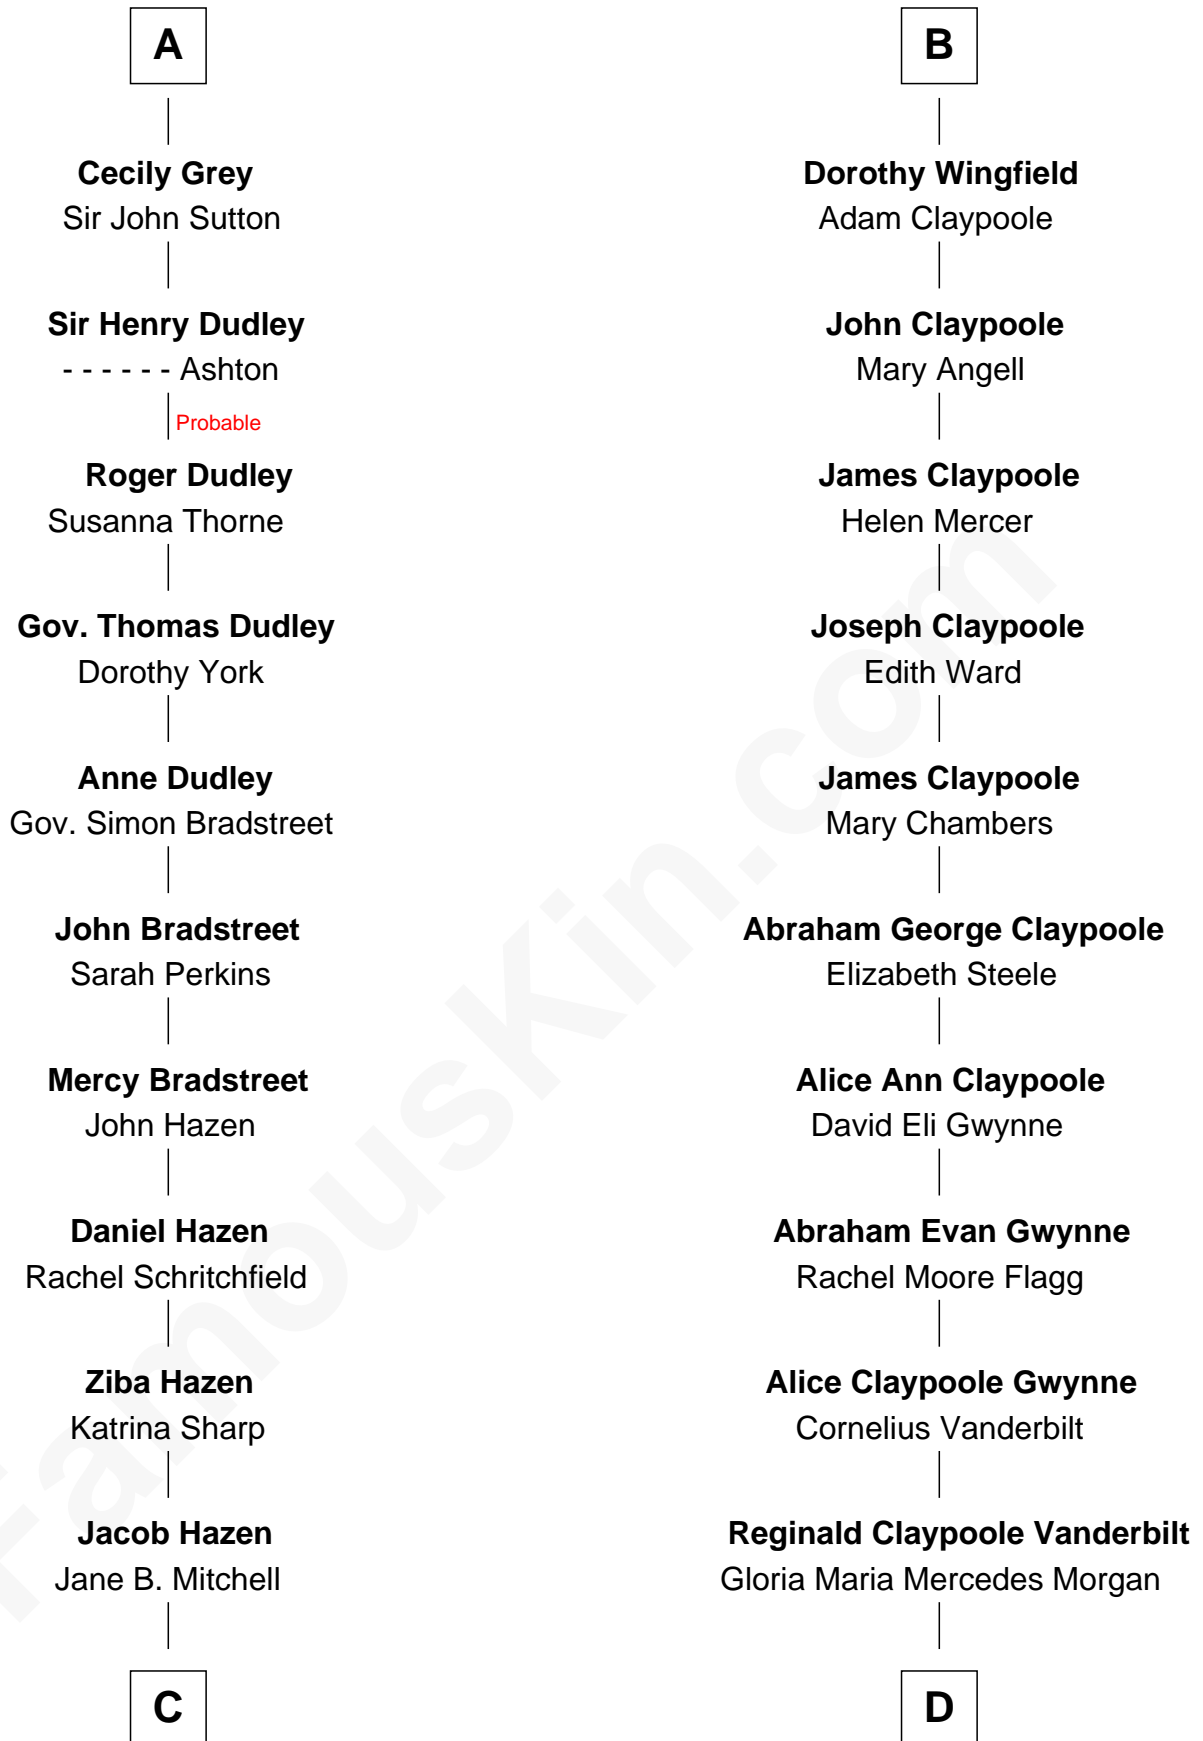 A
Cecily Grey
Sir John Sutton
Sir Henry Dudley
- - - - - - Ashton
Probable
Roger Dudley
Susanna Thorne
Gov. Thomas Dudley
Dorothy York
Anne Dudley
Gov. Simon Bradstreet
John Bradstreet
Sarah Perkins
Mercy Bradstreet
John Hazen
Daniel Hazen
Rachel Schritchfield
Ziba Hazen
Katrina Sharp
Jacob Hazen
Jane B. Mitchell
C
B
Dorothy Wingfield
Adam Claypoole
John Claypoole
Mary Angell
James Claypoole
Helen Mercer
Joseph Claypoole
Edith Ward
James Claypoole
Mary Chambers
Abraham George Claypoole
Elizabeth Steele
Alice Ann Claypoole
David Eli Gwynne
Abraham Evan Gwynne
Rachel Moore Flagg
Alice Claypoole Gwynne
Cornelius Vanderbilt
Reginald Claypoole Vanderbilt
Gloria Maria Mercedes Morgan
D
FamousKin.com